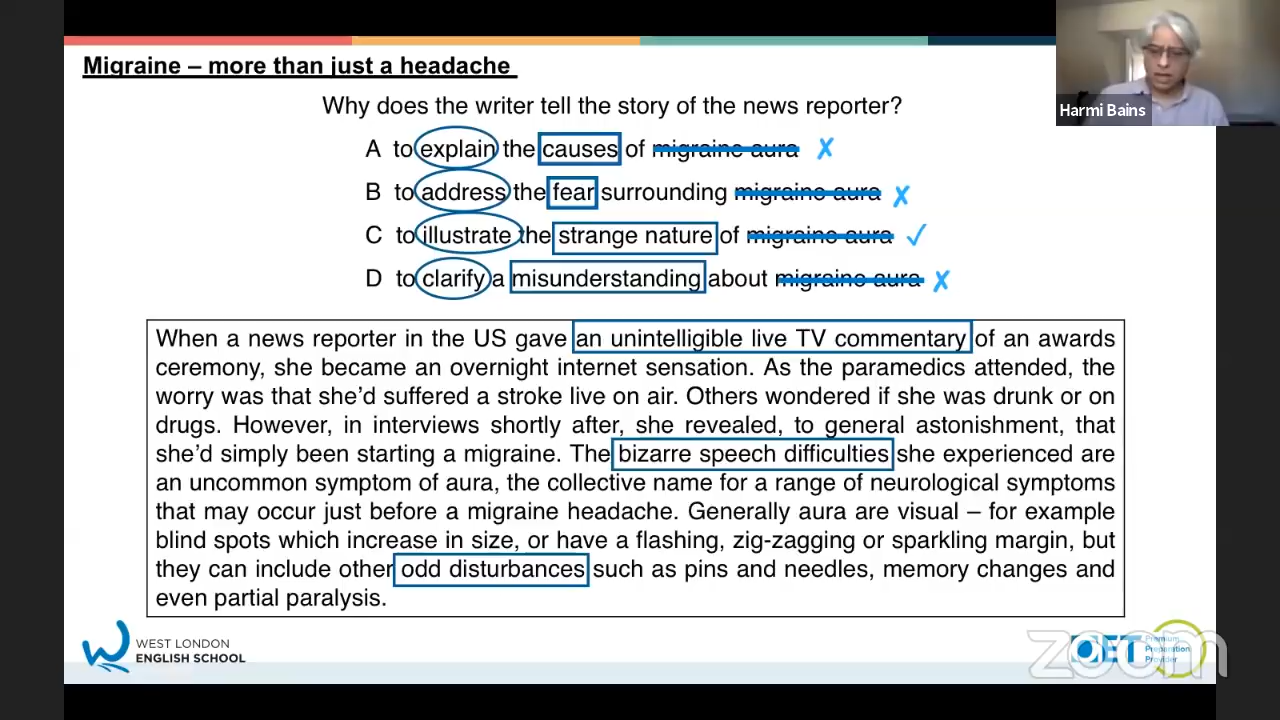 Migraine – more than just a headache
Harmi Bains
Why does the writer tell the story of the news reporter?
A to explain the causes of migraine aura ✗
B to address the fear surrounding migraine aura ✗
C to illustrate the strange nature of migraine aura ✓
D to clarify a misunderstanding about migraine aura ✗
When a news reporter in the US gave an unintelligible live TV commentary of an awards
ceremony, she became an overnight internet sensation. As the paramedics attended, the
worry was that she’d suffered a stroke live on air. Others wondered if she was drunk or on
drugs. However, in interviews shortly after, she revealed, to general astonishment, that
she’d simply been starting a migraine. The bizarre speech difficulties she experienced are
an uncommon symptom of aura, the collective name for a range of neurological symptoms
that may occur just before a migraine headache. Generally aura are visual – for example
blind spots which increase in size, or have a flashing, zig-zagging or sparkling margin, but
they can include other odd disturbances such as pins and needles, memory changes and
even partial paralysis.
WEST LONDON
ENGLISH SCHOOL
OET
Premium
Preparation
Provider
zoom